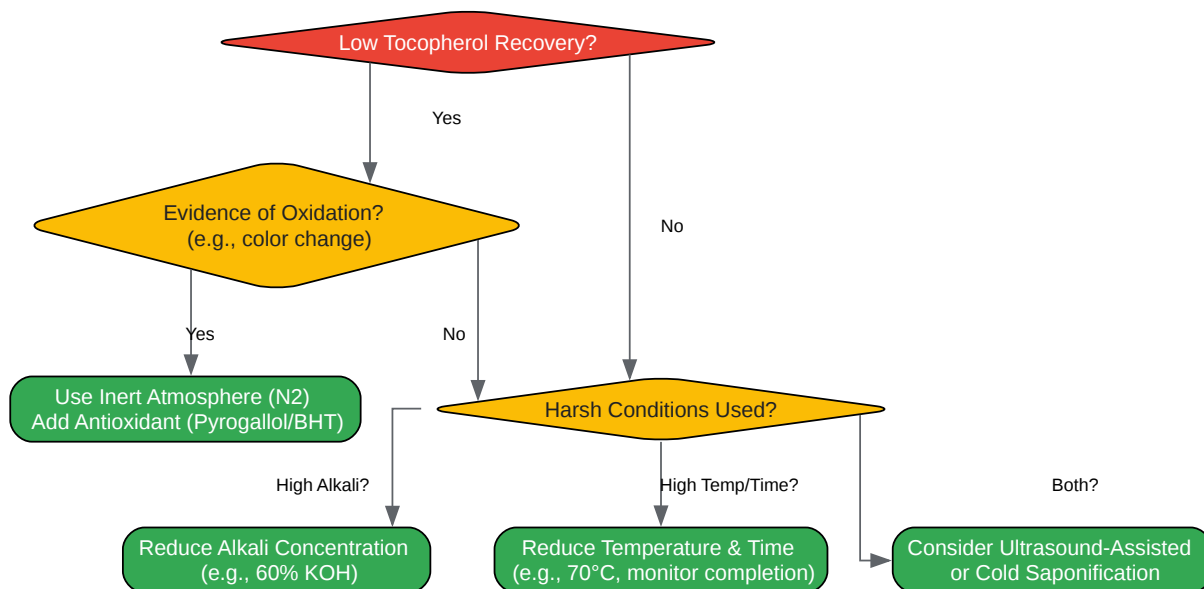 Low Tocopherol Recovery?
Yes
Evidence of Oxidation?
(e.g., color change)
No
Yes
No
Use Inert Atmosphere (N2)
Add Antioxidant (Pyrogallol/BHT)
Harsh Conditions Used?
High Alkali?
High Temp/Time?
Both?
Reduce Alkali Concentration
(e.g., 60% KOH)
Reduce Temperature & Time
(e.g., 70°C, monitor completion)
Consider Ultrasound-Assisted
or Cold Saponification